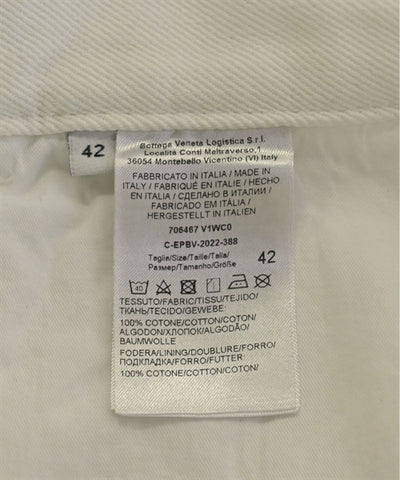 42
Bottega Veneta Logistica S.r.l.
Località Conti Maltraverso,1
36054 Montebello Vicentino (VI) Italy
FABBRICATO IN ITALIA / MADE IN
ITALY / FABRIQUÉ EN ITALIE / HECHO
EN ITALIA / СДЕЛАНО В ИТАЛИИ /
FABRICADO EM ITÁLIA /
HERGESTELLT IN ITALIEN
706467 V1WC0
C-EPBV-2022-388
Taglia/Size/Taille/Talla/
Размер/Tamanho/Größe 42
40
TESSUTO/FABRIC/TISSU/TEJIDO/
ТКАНЬ/TECIDO/GEWEBE:
100% COTONE/COTTON/COTON/
ALGODON/ХЛОПОК/ALGODÃO/
BAUMWOLLE
FODERA/LINING/DOUBLURE/FORRO/
ПОДКЛАДКА/FORRO/FUTTER:
100% COTONE/COTTON/COTON/